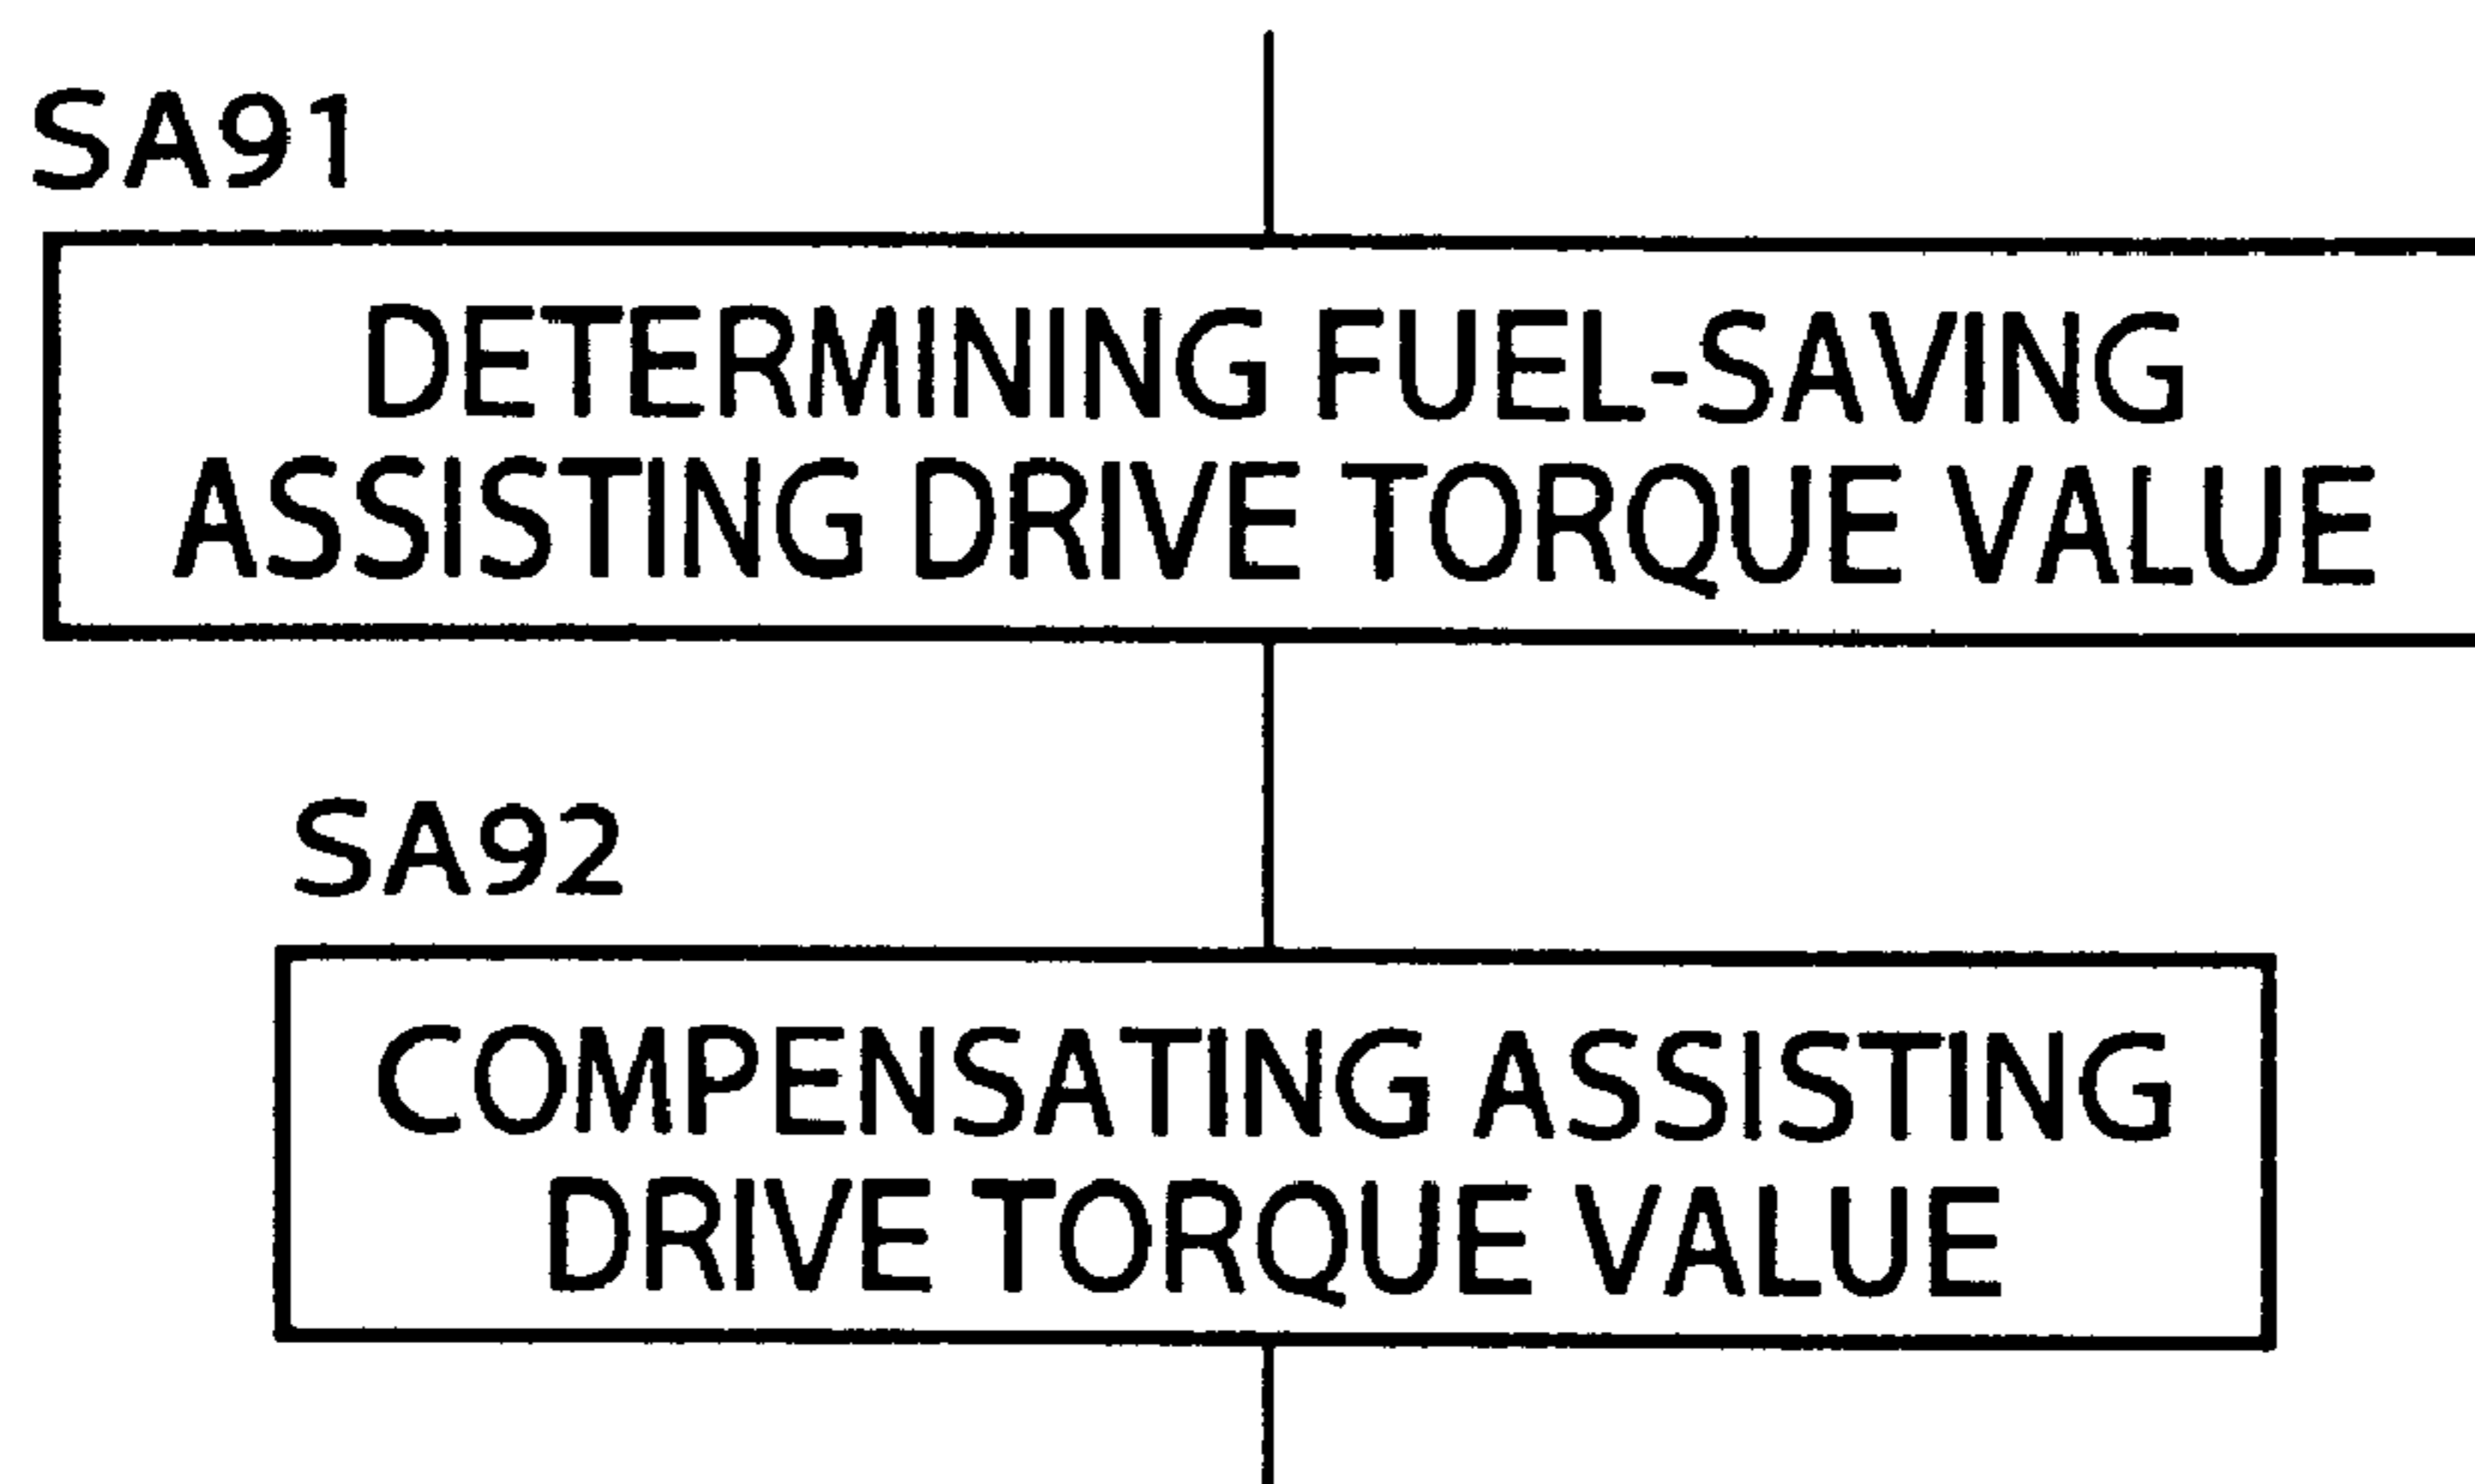 SA91
DETERMINING FUEL-SAVING
ASSISTING DRIVE TORQUE VALUE
SA92
COMPENSATING ASSISTING
DRIVE TORQUE VALUE